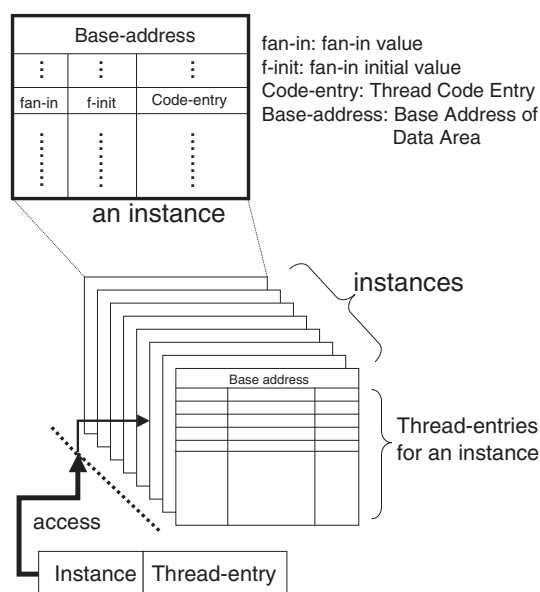 Base-address
fan-in f-init Code-entry
an instance
fan-in: fan-in value
f-init: fan-in initial value
Code-entry: Thread Code Entry
Base-address: Base Address of
Data Area
instances
Base address
Thread-entries
for an instance
access
Instance Thread-entry